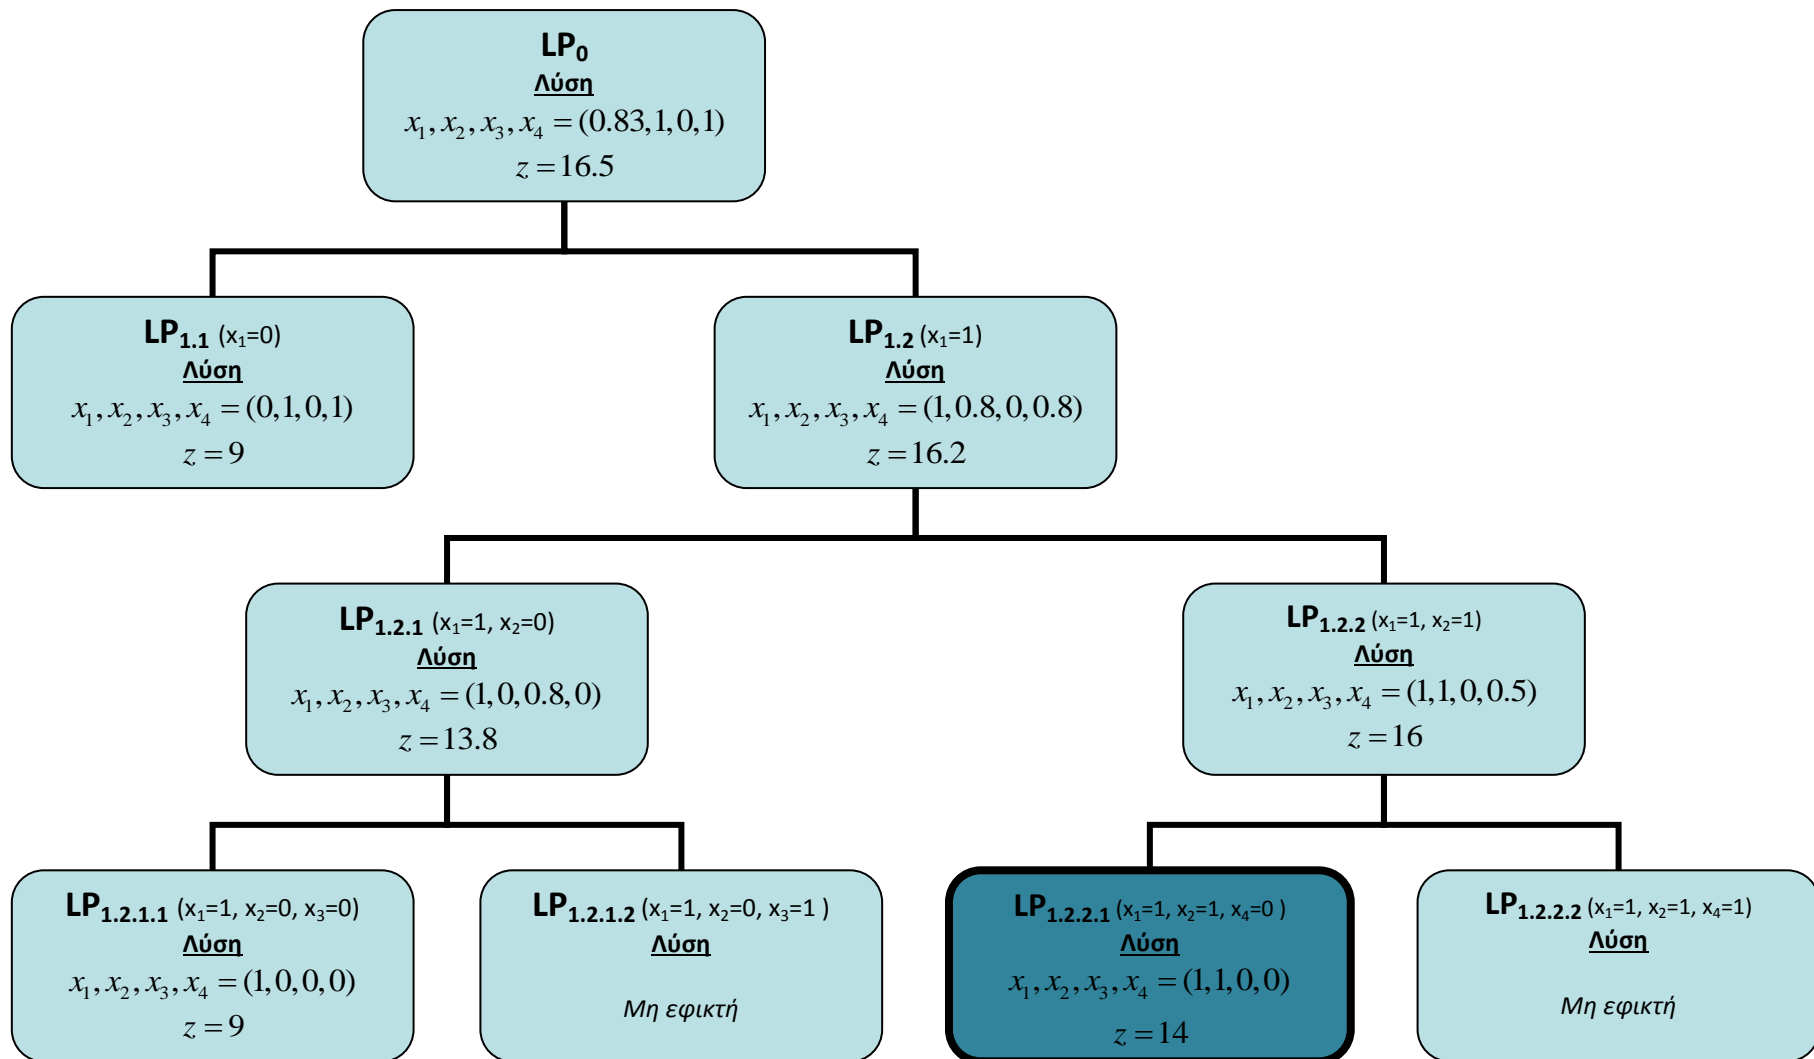 LP₀
Λύση
x₁, x₂, x₃, x₄ = (0.83,1,0,1)
z = 16.5
LP₁.₁ (x₁=0)
Λύση
x₁, x₂, x₃, x₄ = (0,1,0,1)
z = 9
LP₁.₂ (x₁=1)
Λύση
x₁, x₂, x₃, x₄ = (1,0.8,0,0.8)
z = 16.2
LP₁.₂.₁ (x₁=1, x₂=0)
Λύση
x₁, x₂, x₃, x₄ = (1,0,0.8,0)
z = 13.8
LP₁.₂.₂ (x₁=1, x₂=1)
Λύση
x₁, x₂, x₃, x₄ = (1,1,0,0.5)
z = 16
LP₁.₂.₁.₁ (x₁=1, x₂=0, x₃=0)
Λύση
x₁, x₂, x₃, x₄ = (1,0,0,0)
z = 9
LP₁.₂.₁.₂ (x₁=1, x₂=0, x₃=1 )
Λύση
Μη εφικτή
LP₁.₂.₂.₁ (x₁=1, x₂=1, x₄=0 )
Λύση
x₁, x₂, x₃, x₄ = (1,1,0,0)
z = 14
LP₁.₂.₂.₂ (x₁=1, x₂=1, x₄=1)
Λύση
Μη εφικτή